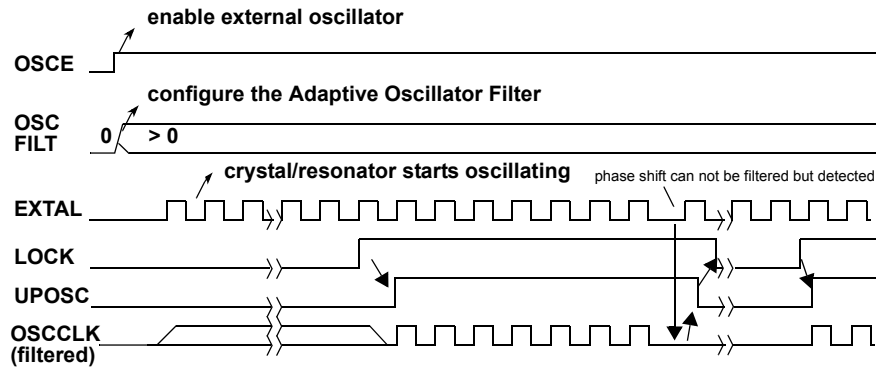 enable external oscillator
OSCE
configure the Adaptive Oscillator Filter
OSC
FILT
0 > 0
crystal/resonator starts oscillating
phase shift can not be filtered but detected
EXTAL
LOCK
UPOSC
OSCCLK
(filtered)